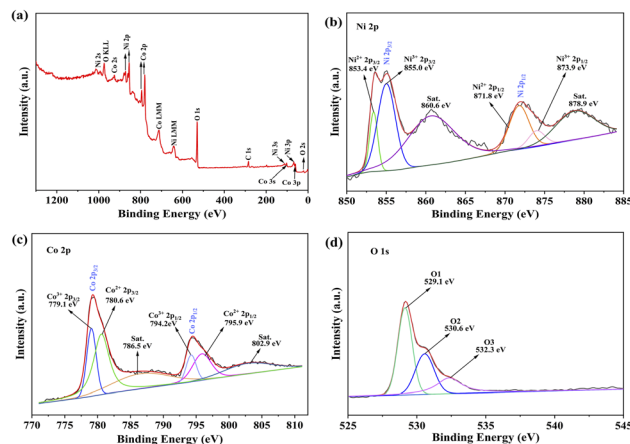 (a)
Ni 2s
O KLL
Co 2s
Ni 2p
Co 2p
Co LMM
Ni LMM
O 1s
C 1s
Ni 3s
Ni 3p
O 2s
Co 3s
Co 3p
Intensity (a.u.)
1200 1000 800 600 400 200 0
Binding Energy (eV)
(b)
Ni 2p
Ni²⁺ 2p3/2
853.4 eV
Ni 2p3/2
Ni³⁺ 2p3/2
855.0 eV
Sat.
860.6 eV
Ni²⁺ 2p1/2
871.8 eV
Ni 2p1/2
Ni³⁺ 2p1/2
873.9 eV
Sat.
878.9 eV
Intensity (a.u.)
850 855 860 865 870 875 880 885
Binding Energy (eV)
(c)
Co 2p
Co³⁺ 2p3/2
779.1 eV
Co 2p3/2
Co²⁺ 2p3/2
780.6 eV
Sat.
786.5 eV
Co³⁺ 2p1/2
794.2eV
Co 2p1/2
Co²⁺ 2p1/2
795.9 eV
Sat.
802.9 eV
Intensity (a.u.)
770 775 780 785 790 795 800 805 810
Binding Energy (eV)
(d)
O 1s
O1
529.1 eV
O2
530.6 eV
O3
532.3 eV
Intensity (a.u.)
525 530 535 540 545
Binding Energy (eV)